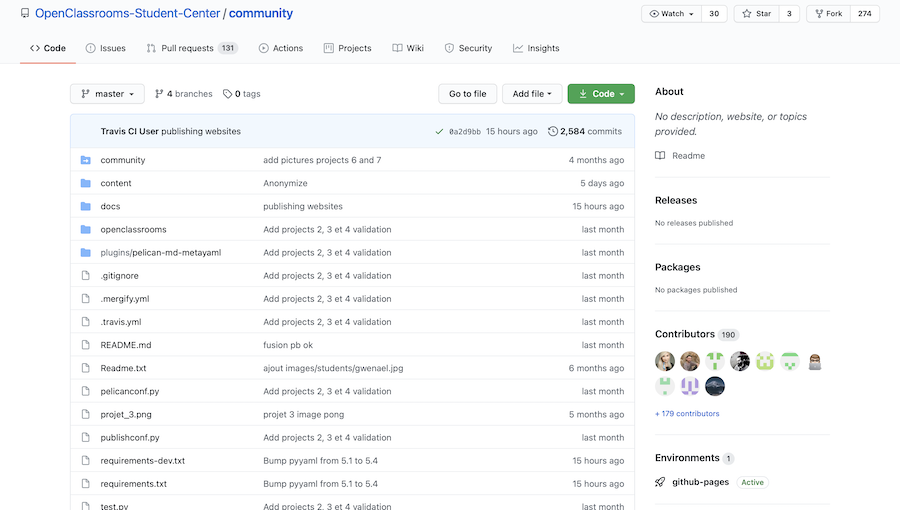 OpenClassrooms-Student-Center / community
Watch 30 Star 3 Fork 274
Code Issues Pull requests 131 Actions Projects Wiki Security Insights
master 4 branches 0 tags Go to file Add file Code
Travis CI User publishing websites 0a2d9bb 15 hours ago 2,584 commits
community add pictures projects 6 and 7 4 months ago
content Anonymize 5 days ago
docs publishing websites 15 hours ago
openclassrooms Add projets 2, 3 et 4 validation last month
plugins/pelican-md-metayaml Add projets 2, 3 et 4 validation last month
.gitignore Add projets 2, 3 et 4 validation last month
.mergify.yml Add projets 2, 3 et 4 validation last month
.travis.yml Add projets 2, 3 et 4 validation last month
README.md fusion pb ok last month
Readme.txt ajout images/students/gwenael.jpg 6 months ago
pelicanconf.py Add projets 2, 3 et 4 validation last month
projet_3.png projet 3 image pong 5 months ago
publishconf.py Add projets 2, 3 et 4 validation last month
requirements-dev.txt Bump pyyaml from 5.1 to 5.4 15 hours ago
requirements.txt Bump pyyaml from 5.1 to 5.4 15 hours ago
test.py Add projets 2, 3 et 4 validation last month
About
No description, website, or topics
provided.
Readme
Releases
No releases published
Packages
No packages published
Contributors 190
+ 179 contributors
Environments 1
github-pages Active